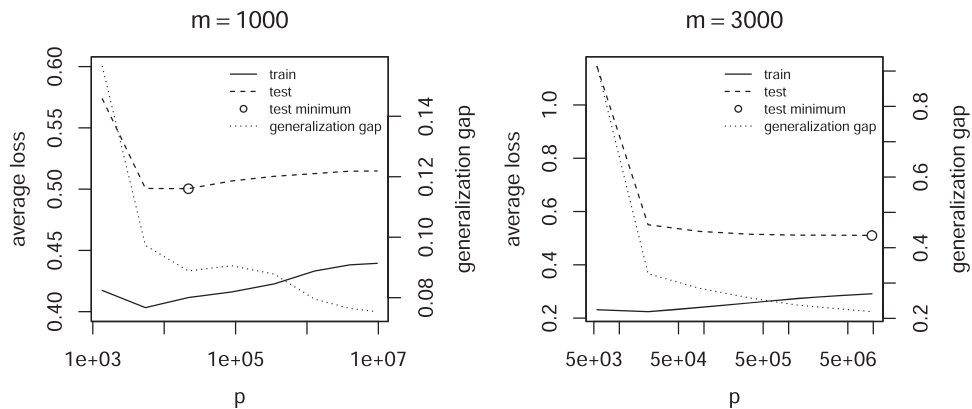 m = 1000
0.60
0.55
0.50
0.45
0.40
average loss
train
test
test minimum
generalization gap
0.14
0.12
0.10
0.08
generalization gap
1e+03
1e+05
1e+07
p
m = 3000
1.0
0.8
0.6
0.4
0.2
average loss
train
test
test minimum
generalization gap
0.8
0.6
0.4
0.2
generalization gap
5e+03
5e+04
5e+05
5e+06
p